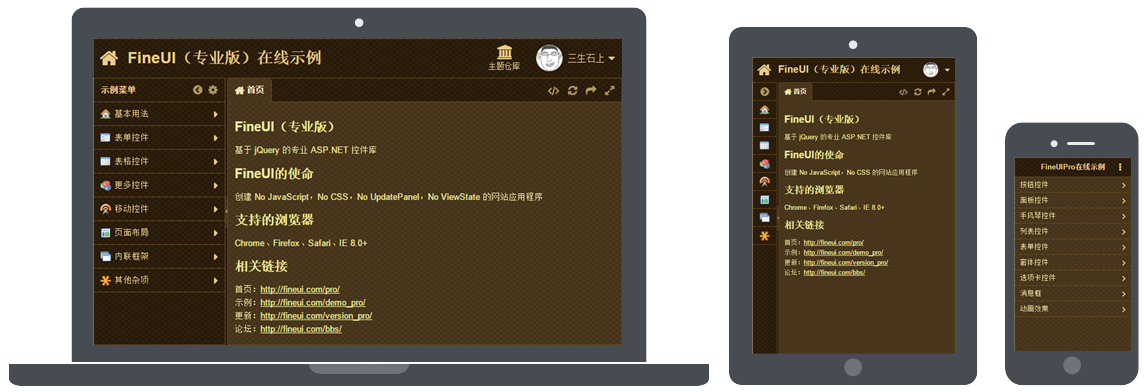 FineUI（专业版）在线示例
主题仓库
三生石上
示例菜单
首页
基本用法
表单控件
表格控件
更多控件
移动控件
页面布局
内联框架
其他杂项
FineUI（专业版）
基于 jQuery 的专业 ASP.NET 控件库
FineUI的使命
创建 No JavaScript，No CSS，No UpdatePanel，No ViewState 的网站应用程序
支持的浏览器
Chrome、Firefox、Safari、IE 8.0+
相关链接
首页：http://fineui.com/pro/
示例：http://fineui.com/demo_pro/
更新：http://fineui.com/version_pro/
论坛：http://fineui.com/bbs/
FineUI（专业版）在线示例
首页
FineUI（专业版）
基于 jQuery 的专业 ASP.NET 控件库
FineUI的使命
创建 No JavaScript，No CSS，No UpdatePanel，No ViewState 的网站应用程序
支持的浏览器
Chrome、Firefox、Safari、IE 8.0+
相关链接
首页：http://fineui.com/pro/
示例：http://fineui.com/demo_pro/
更新：http://fineui.com/version_pro/
论坛：http://fineui.com/bbs/
FineUIPro在线示例
按钮控件
面板控件
手风琴控件
列表控件
表单控件
窗体控件
选项卡控件
消息框
动画效果